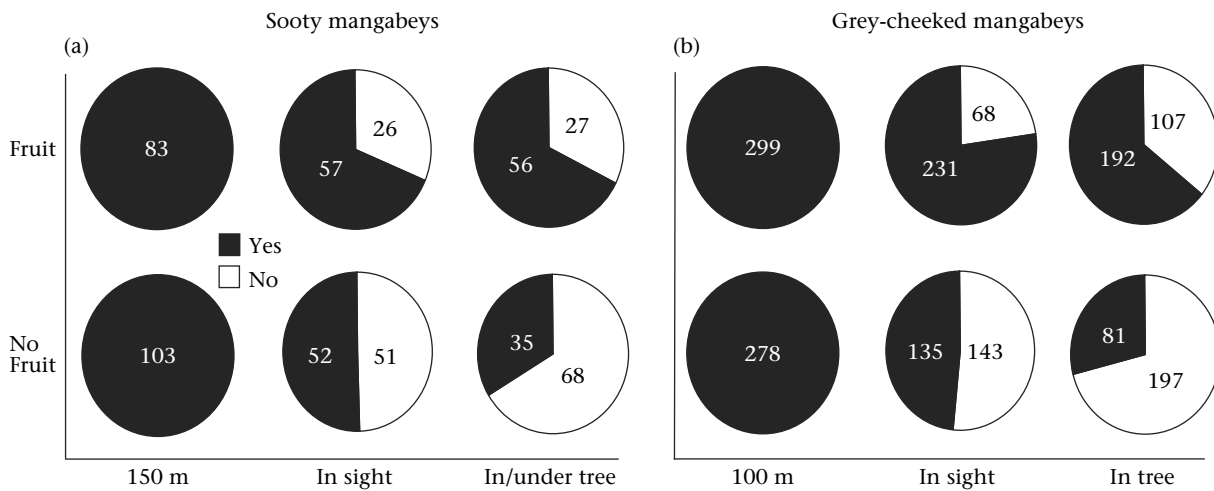 Sooty mangabeys
Grey-cheeked mangabeys
(a)
(b)
Fruit
83
26
57
27
56
68
231
299
107
192
Yes
No
No
Fruit
103
52
51
35
68
278
135
143
81
197
150 m
In sight
In/under tree
100 m
In sight
In tree